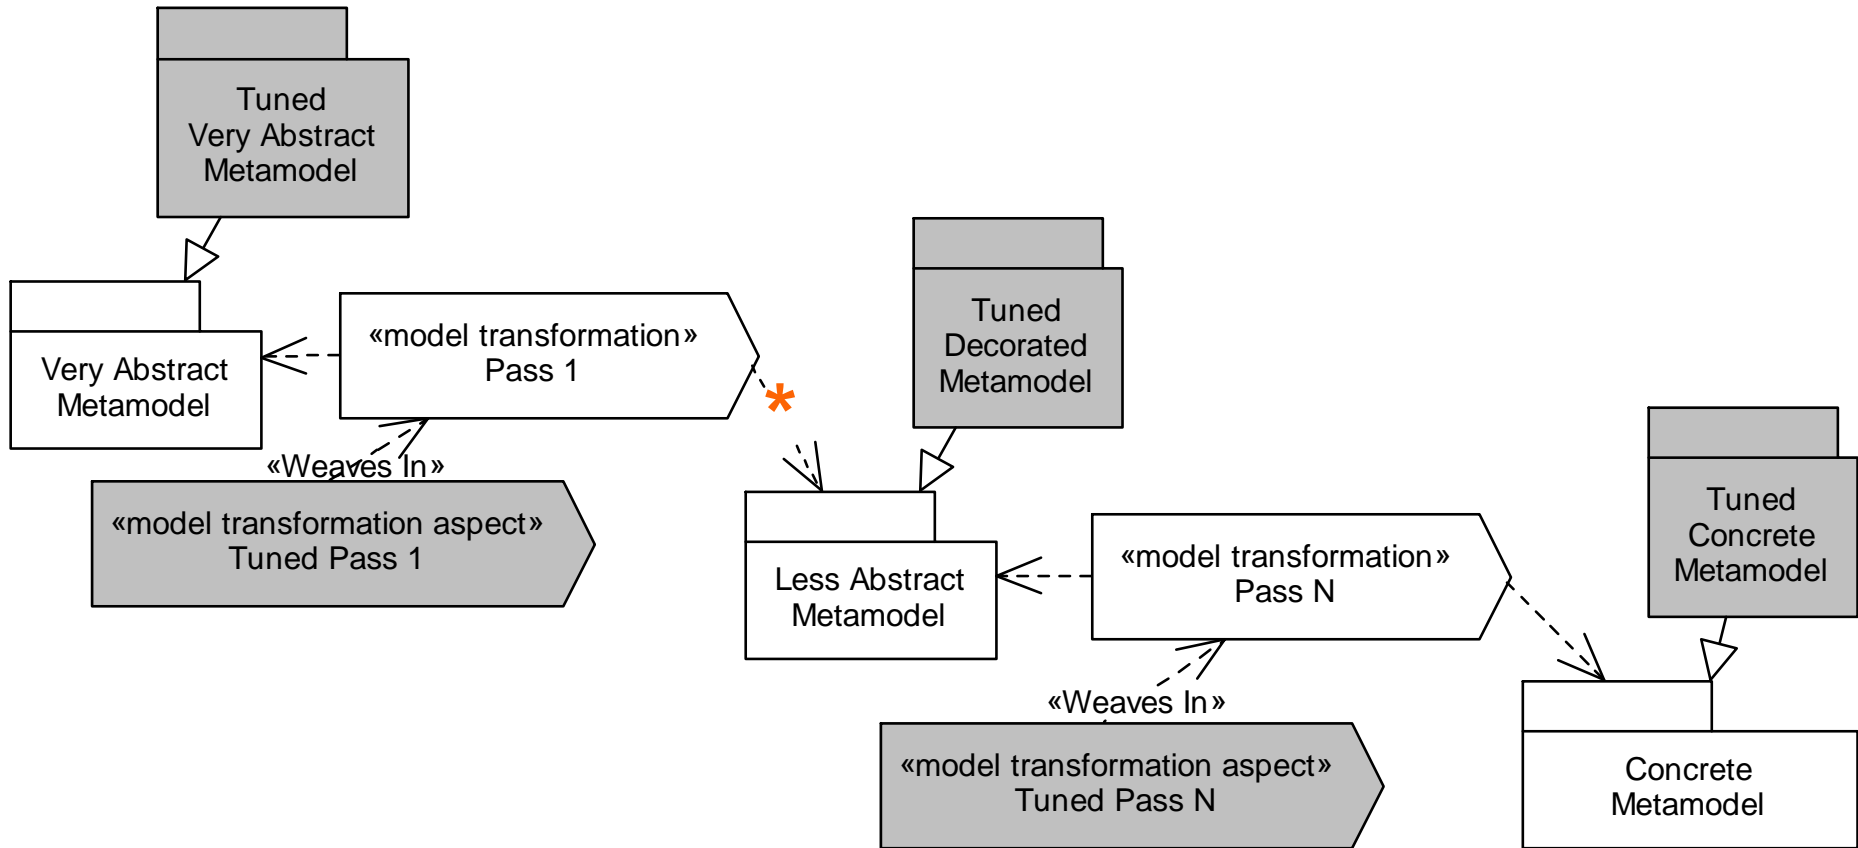 Tuned
Very Abstract
Metamodel
Very Abstract
Metamodel
«model transformation»
Pass 1
*
«Weaves In»
«model transformation aspect»
Tuned Pass 1
Tuned
Decorated
Metamodel
Less Abstract
Metamodel
«model transformation»
Pass N
«Weaves In»
«model transformation aspect»
Tuned Pass N
Tuned
Concrete
Metamodel
Concrete
Metamodel